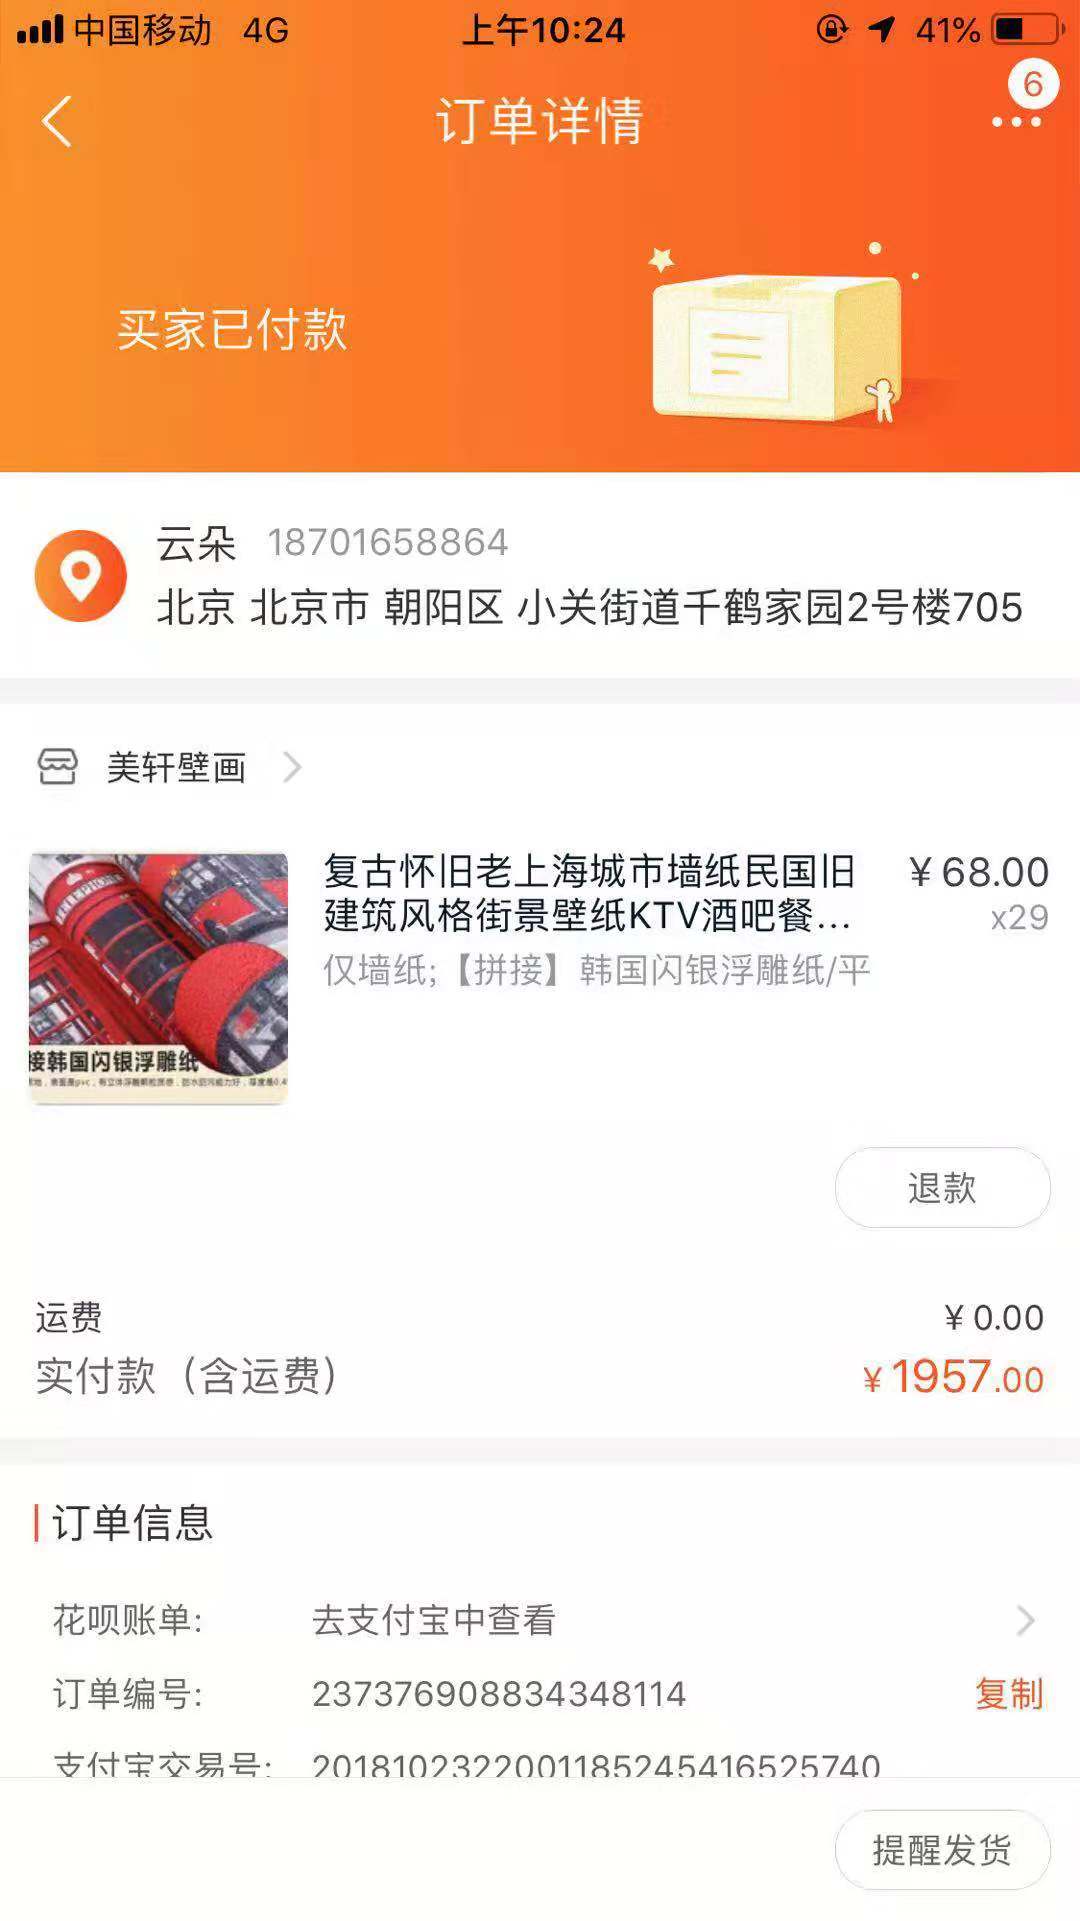 中国移动 4G 上午10:24 41%
6
订单详情
买家已付款
云朵 18701658864
北京 北京市 朝阳区 小关街道千鹤家园2号楼705
美轩壁画
复古怀旧老上海城市墙纸民国旧 ¥68.00
建筑风格街景壁纸KTV酒吧餐... x29
仅墙纸;【拼接】韩国闪银浮雕纸/平
TELEPHONE
接韩国闪银浮雕纸
退款
运费 ¥0.00
实付款（含运费） ¥1957.00
订单信息
花呗账单: 去支付宝中查看
订单编号: 237376908834348114 复制
支付宝交易号: 2018102322001185245416525740
提醒发货